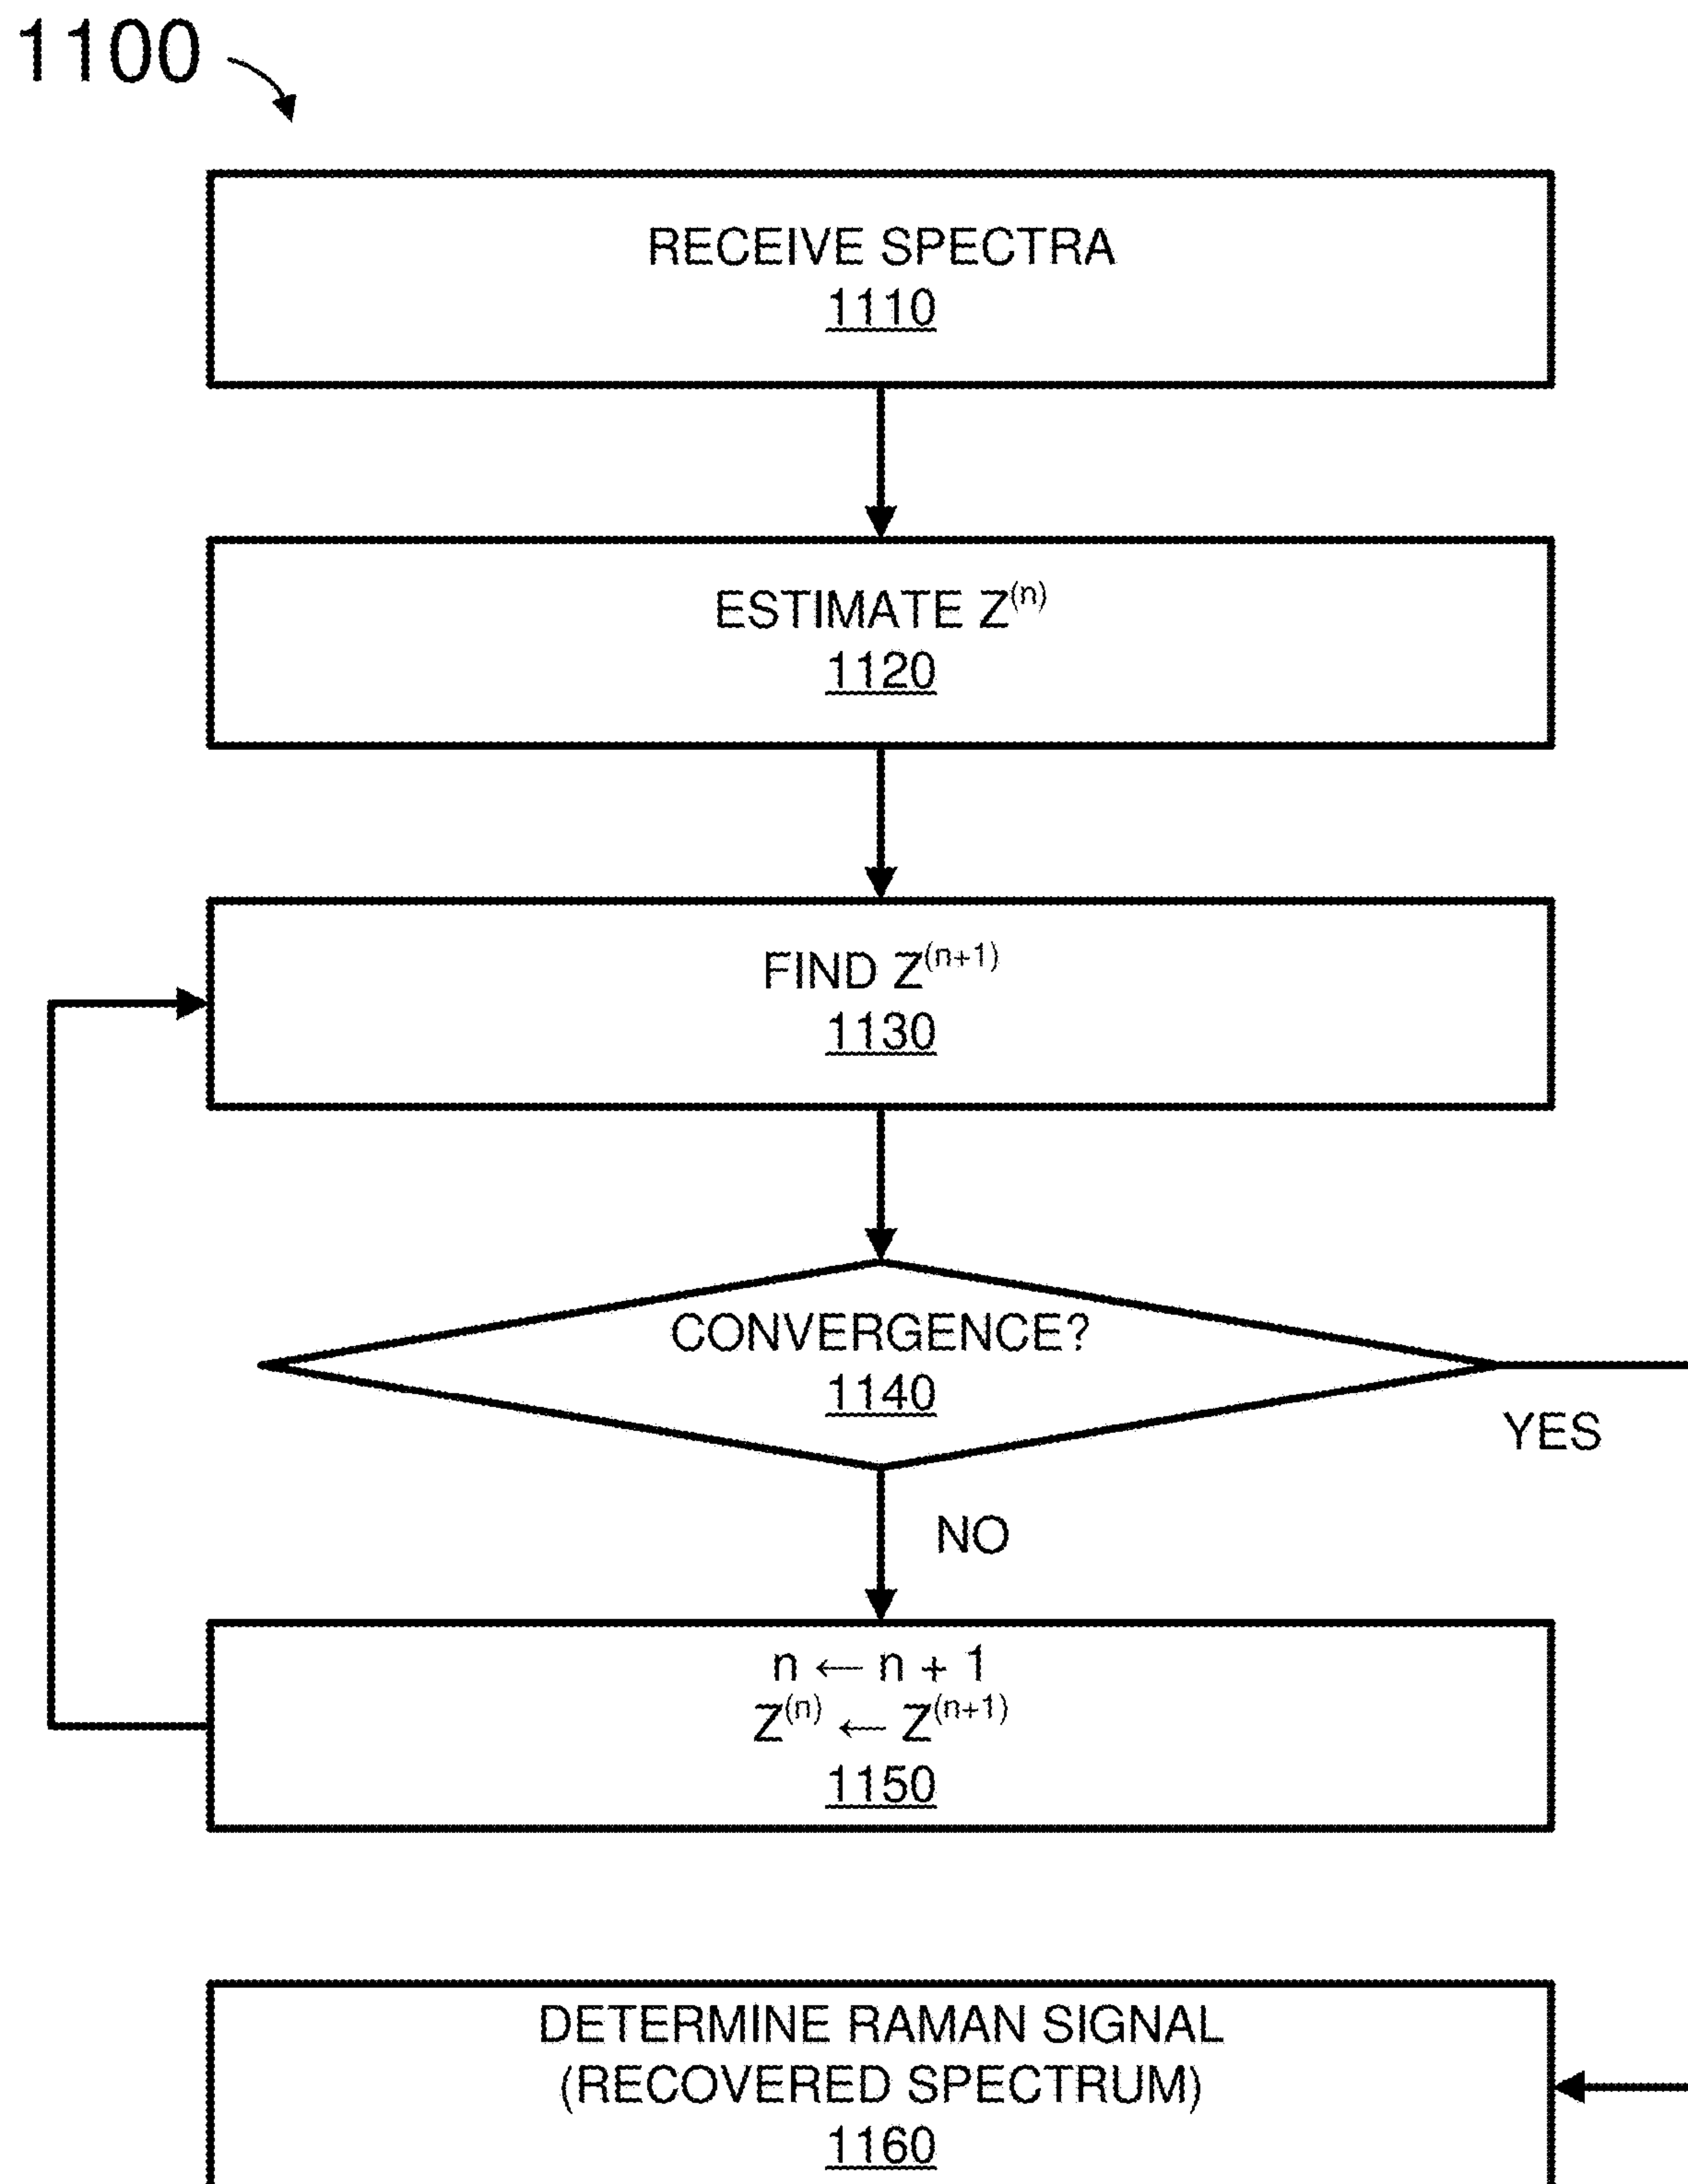 1100
RECEIVE SPECTRA
1110
ESTIMATE Z⁽ⁿ⁾
1120
FIND Z⁽ⁿ⁺¹⁾
1130
CONVERGENCE?
1140
YES
NO
n ← n + 1
Z⁽ⁿ⁾ ← Z⁽ⁿ⁺¹⁾
1150
DETERMINE RAMAN SIGNAL
(RECOVERED SPECTRUM)
1160